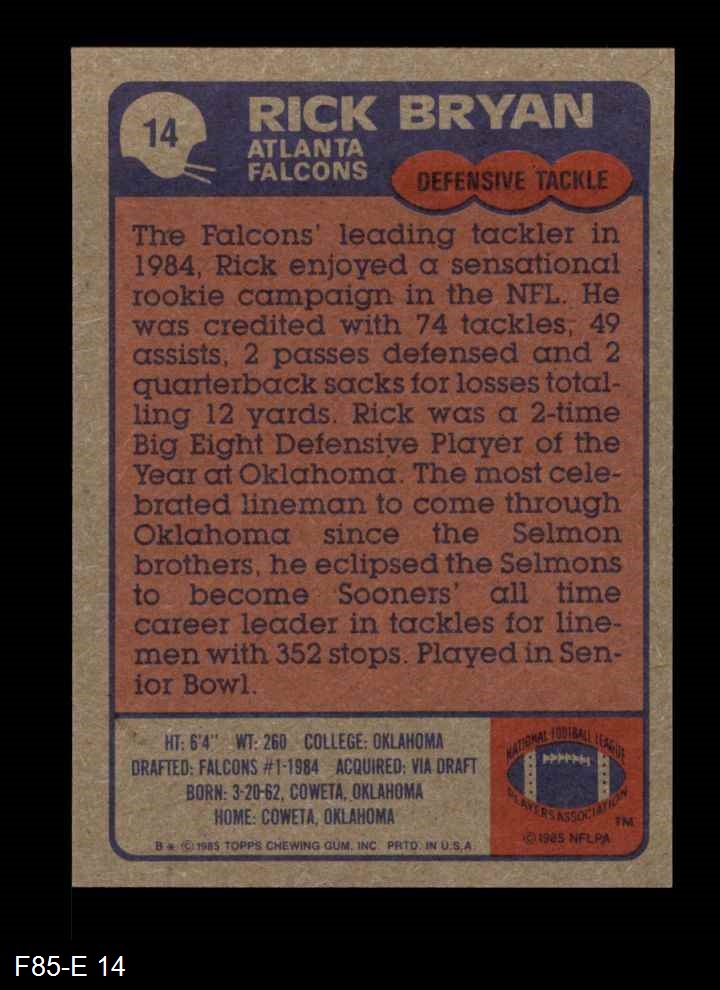 14
RICK BRYAN
ATLANTA
FALCONS
DEFENSIVE TACKLE
The Falcons' leading tackler in
1984, Rick enjoyed a sensational
rookie campaign in the NFL. He
was credited with 74 tackles, 49
assists, 2 passes defensed and 2
quarterback sacks for losses total-
ling 12 yards. Rick was a 2-time
Big Eight Defensive Player of the
Year at Oklahoma. The most cele-
brated lineman to come through
Oklahoma since the Selmon
brothers, he eclipsed the Selmons
to become Sooners' all time
career leader in tackles for line-
men with 352 stops. Played in Sen-
ior Bowl.
HT: 6'4" WT: 260 COLLEGE: OKLAHOMA
DRAFTED: FALCONS #1-1984 ACQUIRED: VIA DRAFT
BORN: 3-20-62, COWETA, OKLAHOMA
HOME: COWETA, OKLAHOMA
B * © 1985 TOPPS CHEWING GUM, INC. PRTD. IN U.S.A.
NATIONAL FOOTBALL LEAGUE
PLAYERS ASSOCIATION
TM
© 1985 NFLPA
F85-E 14